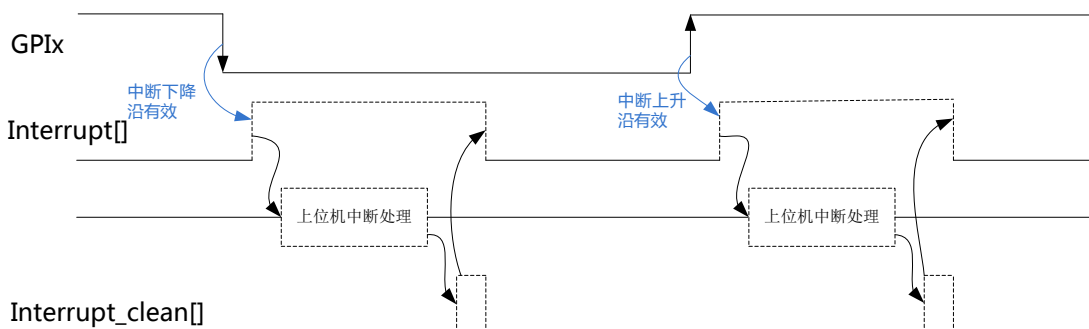 GPIx
中断下降
沿有效
中断上升
沿有效
Interrupt[]
上位机中断处理
上位机中断处理
Interrupt_clean[]